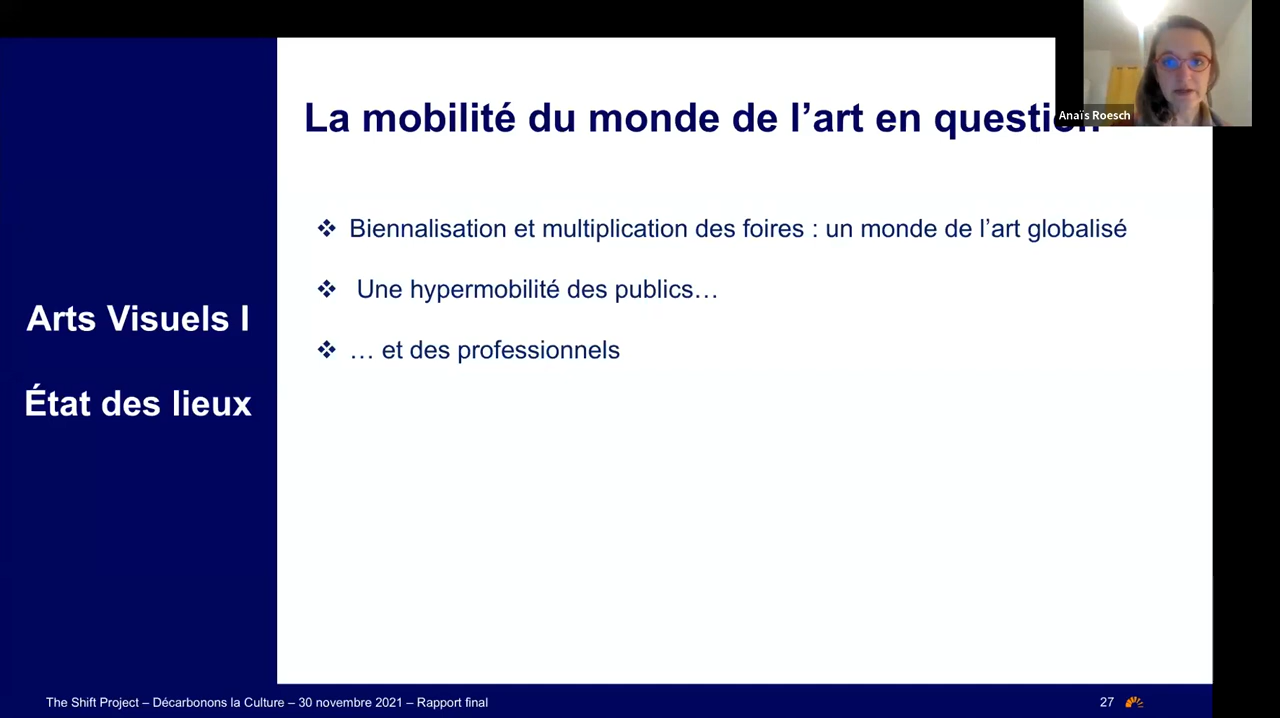 La mobilité du monde de l'art en question
Anaïs Roesch
❖ Biennalisation et multiplication des foires : un monde de l'art globalisé
❖ Une hypermobilité des publics…
❖ … et des professionnels
Arts Visuels I
État des lieux
The Shift Project – Décarbonons la Culture – 30 novembre 2021 – Rapport final
27